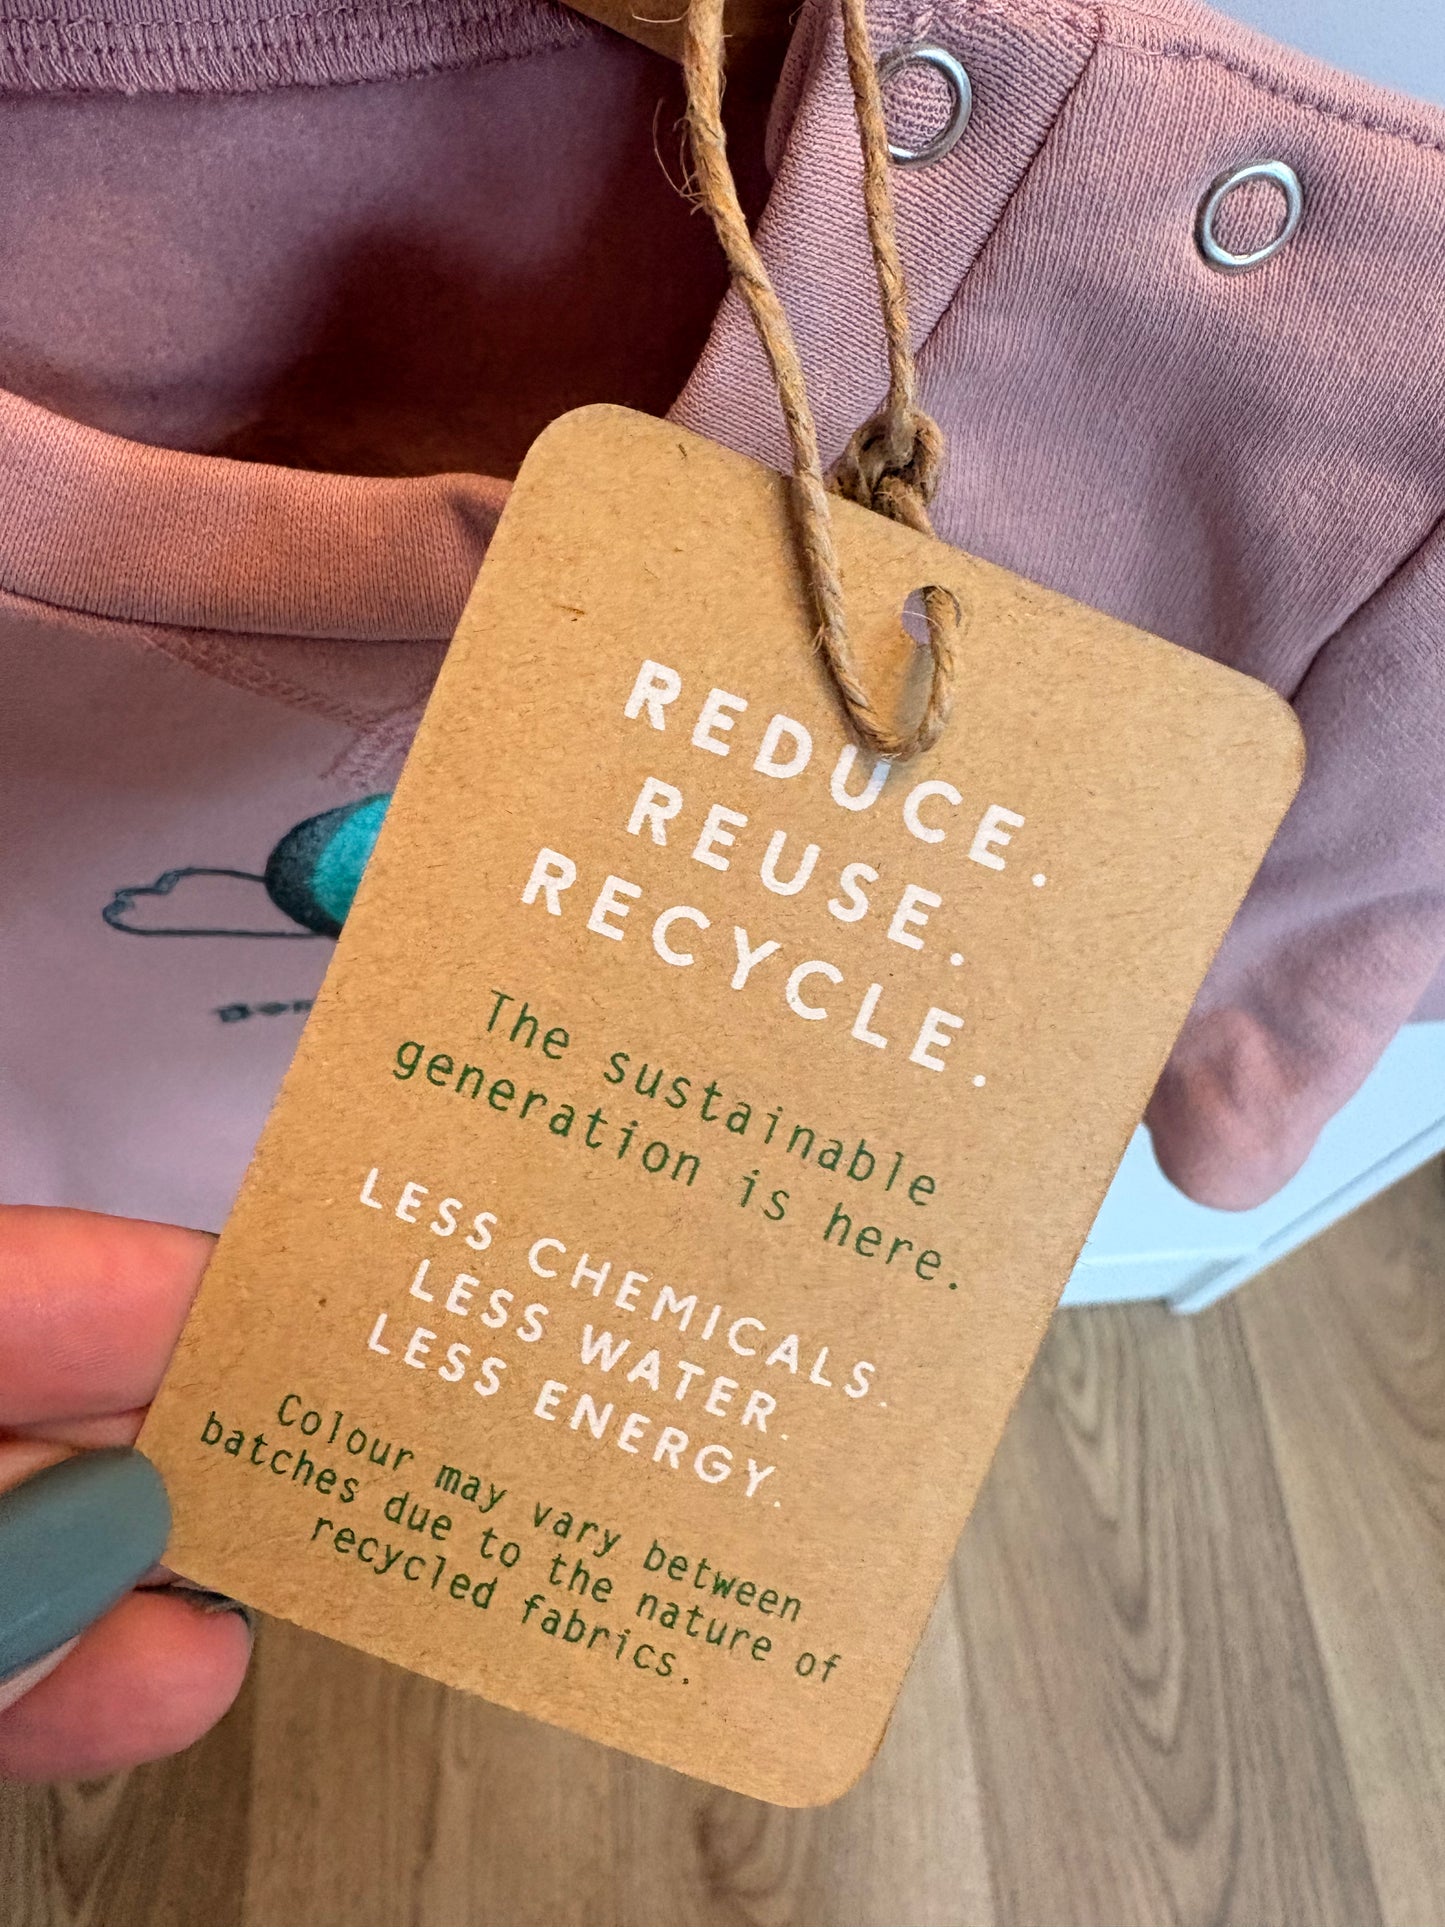 REDUCE.
REUSE.
RECYCLE.
The sustainable
generation is here.
LESS CHEMICALS.
LESS WATER.
LESS ENERGY.
Colour may vary between
batches due to the nature of
recycled fabrics.